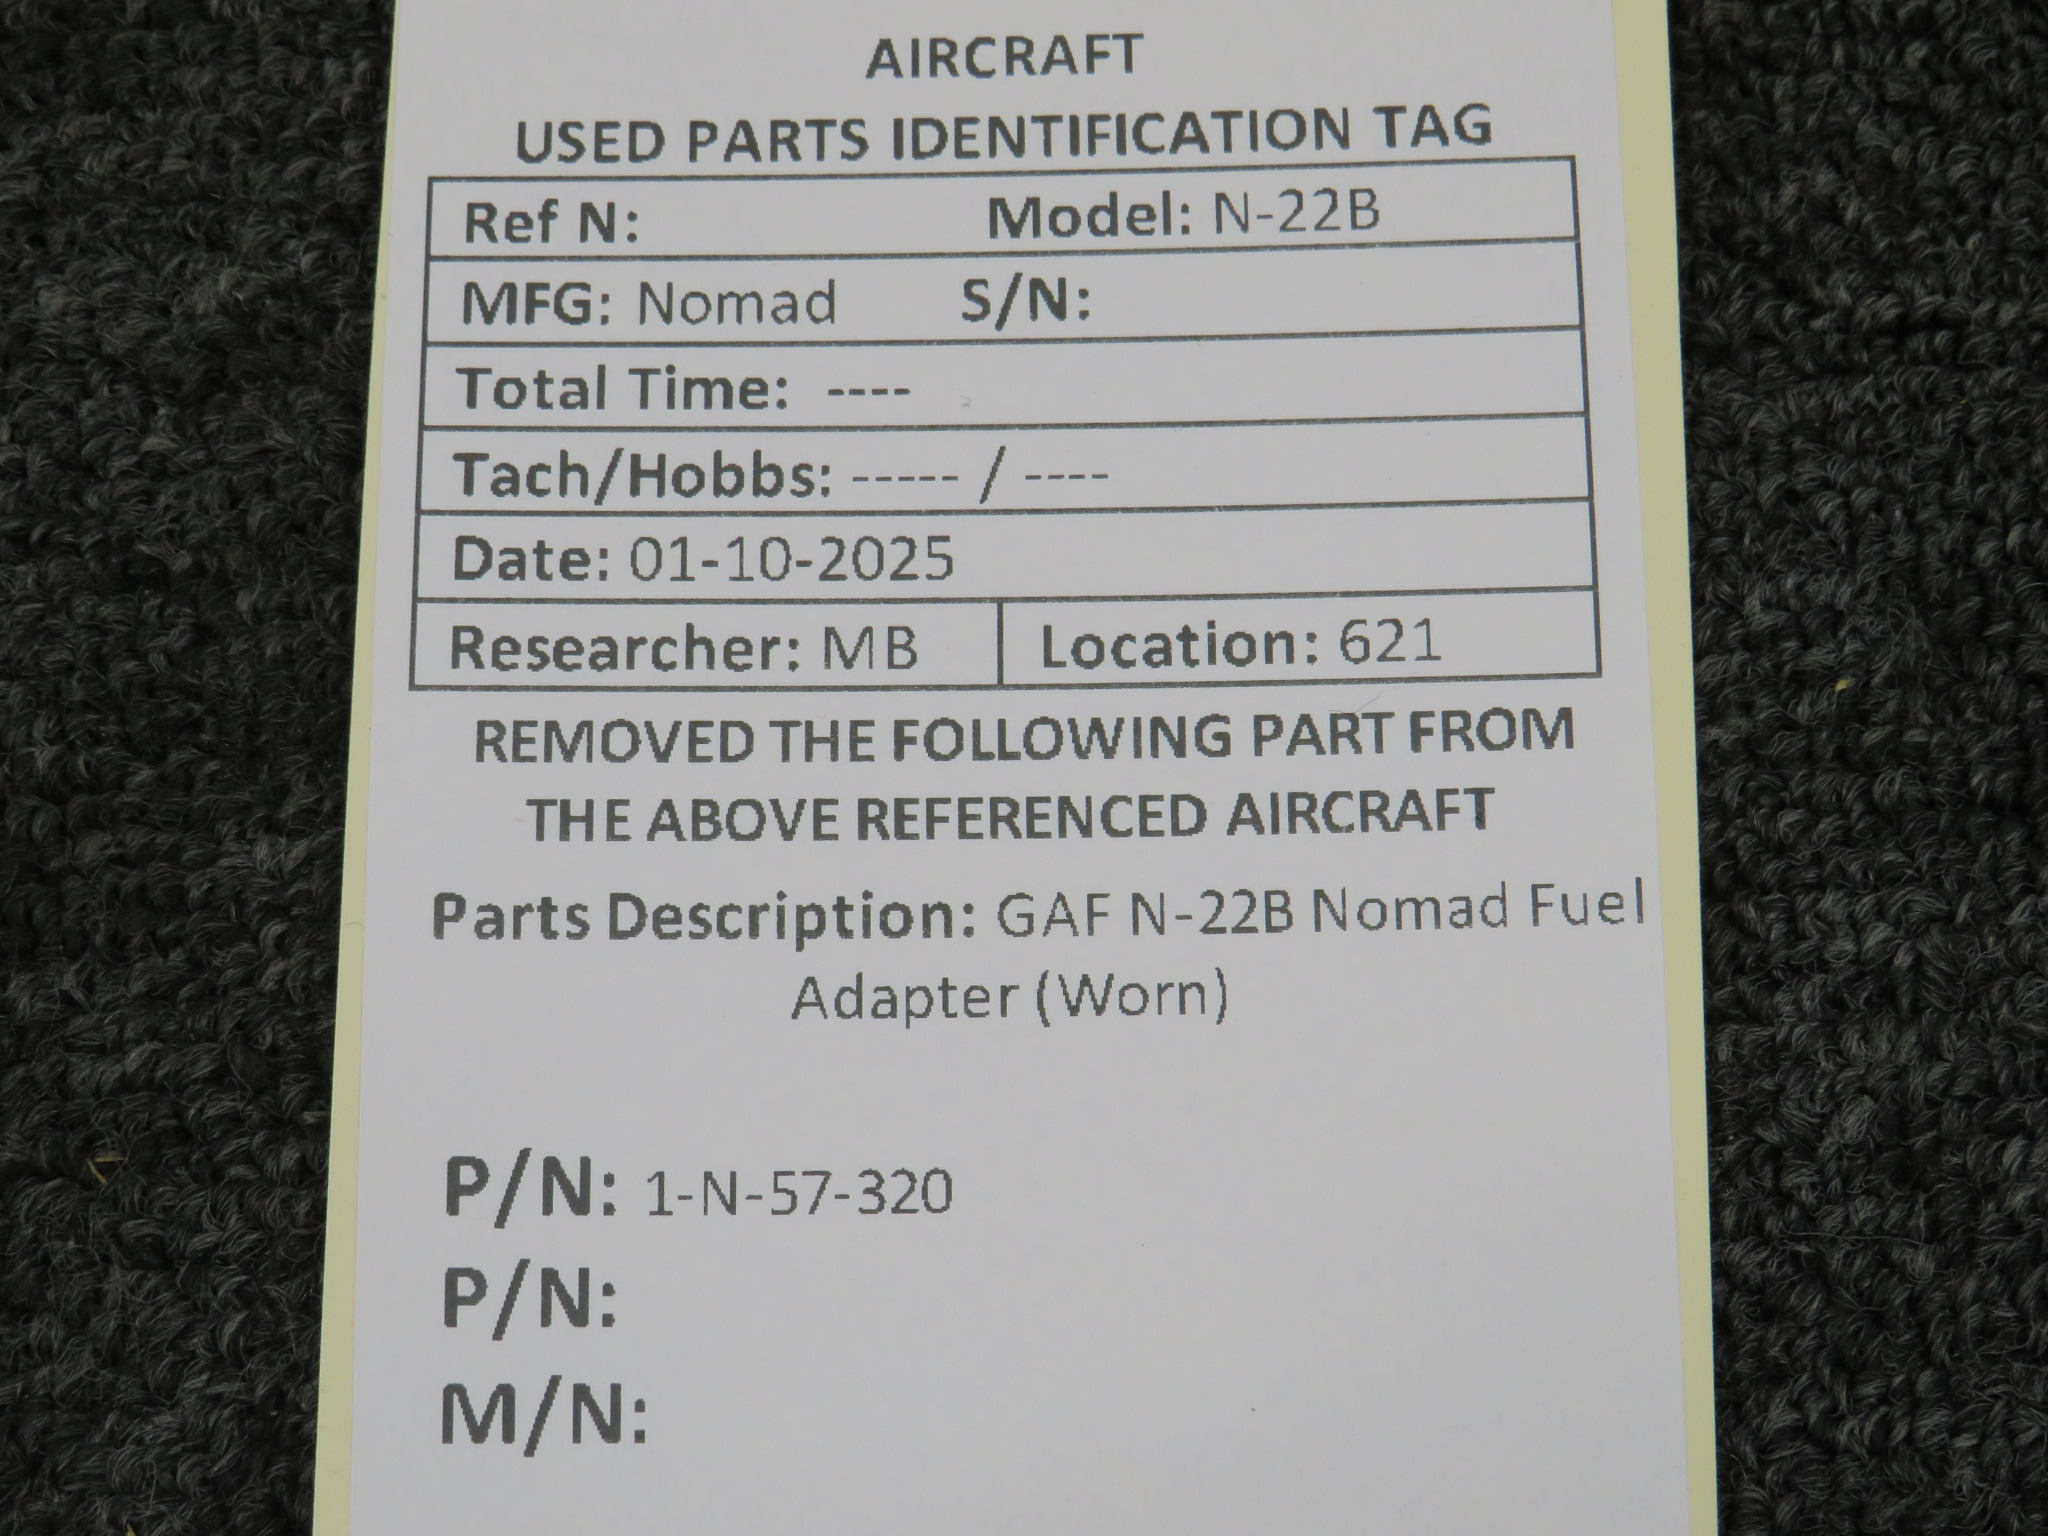 AIRCRAFT
USED PARTS IDENTIFICATION TAG
Ref N: Model: N-22B
MFG: Nomad S/N:
Total Time: ----
Tach/Hobbs: ----- / ----
Date: 01-10-2025
Researcher: MB Location: 621
REMOVED THE FOLLOWING PART FROM
THE ABOVE REFERENCED AIRCRAFT
Parts Description: GAF N-22B Nomad Fuel
Adapter (Worn)
P/N: 1-N-57-320
P/N:
M/N: